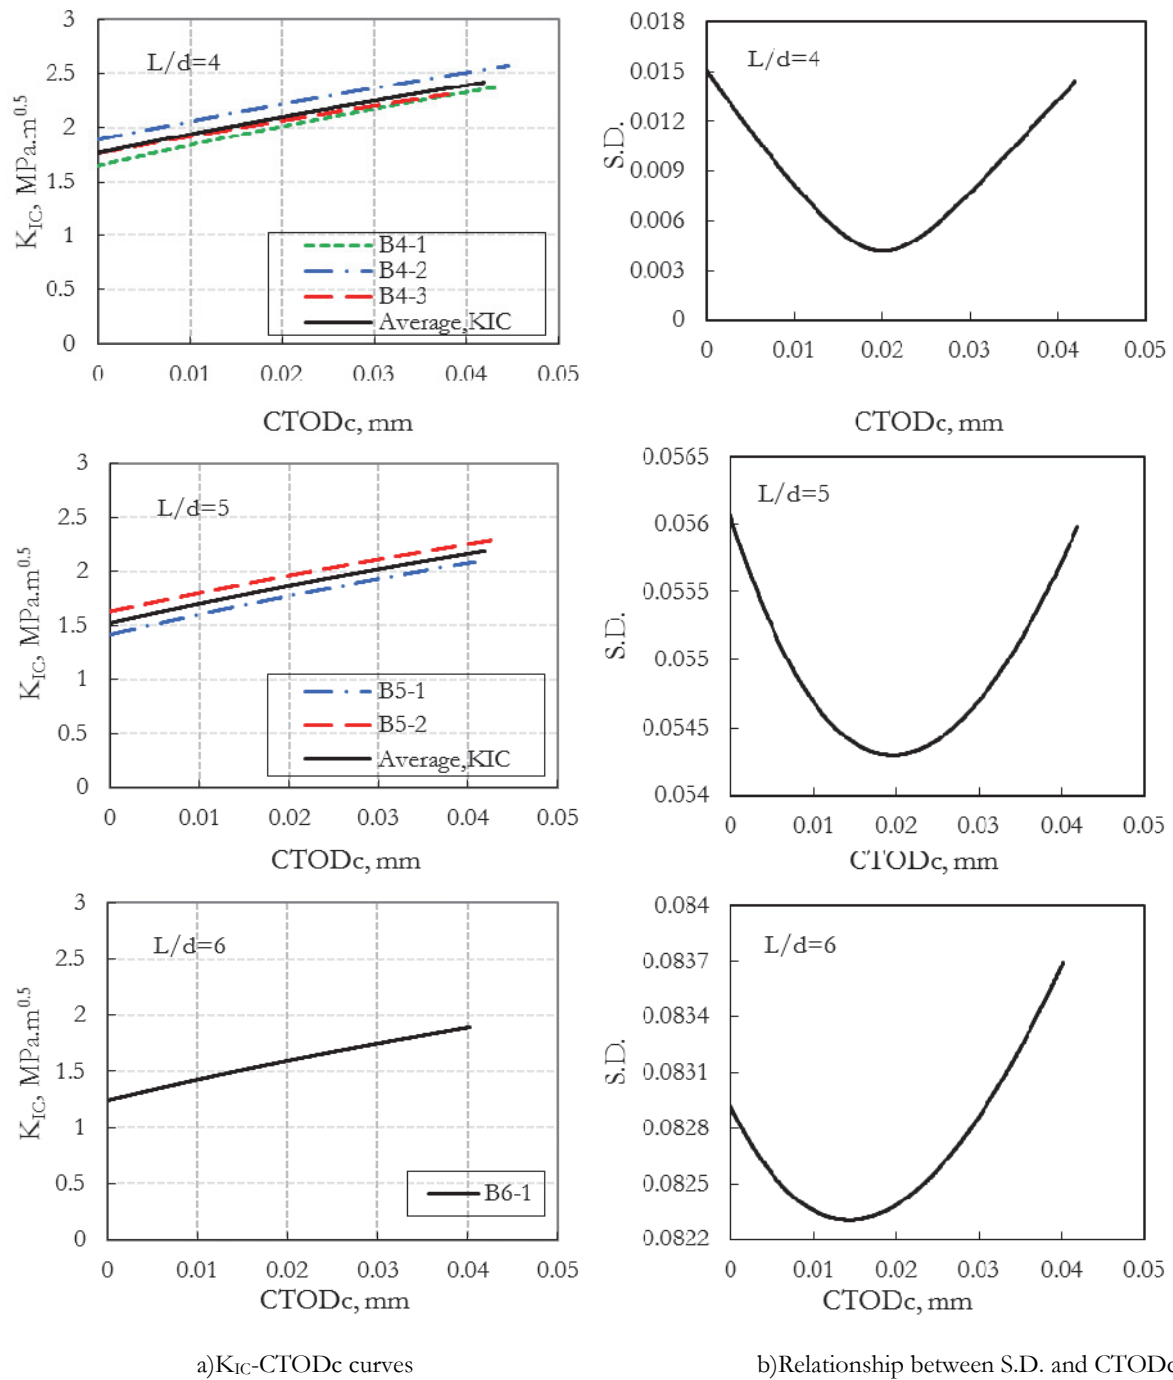 3
2.5
2
1.5
1
0.5
0
K_IC, MPa.m^0.5
L/d=4
B4-1
B4-2
B4-3
Average,KIC
0 0.01 0.02 0.03 0.04 0.05
CTODc, mm
0.018
0.015
0.012
0.009
0.006
0.003
0
S.D.
L/d=4
0 0.01 0.02 0.03 0.04 0.05
CTODc, mm
3
2.5
2
1.5
1
0.5
0
K_IC, MPa.m^0.5
L/d=5
B5-1
B5-2
Average,KIC
0 0.01 0.02 0.03 0.04 0.05
CTODc, mm
0.0565
0.056
0.0555
0.055
0.0545
0.054
S.D.
L/d=5
0 0.01 0.02 0.03 0.04 0.05
CTODc, mm
3
2.5
2
1.5
1
0.5
0
K_IC, MPa.m^0.5
L/d=6
B6-1
0 0.01 0.02 0.03 0.04 0.05
CTODc, mm
0.084
0.0837
0.0834
0.0831
0.0828
0.0825
0.0822
S.D.
L/d=6
0 0.01 0.02 0.03 0.04 0.05
CTODc, mm
a)K_IC-CTODc curves
b)Relationship between S.D. and CTODc